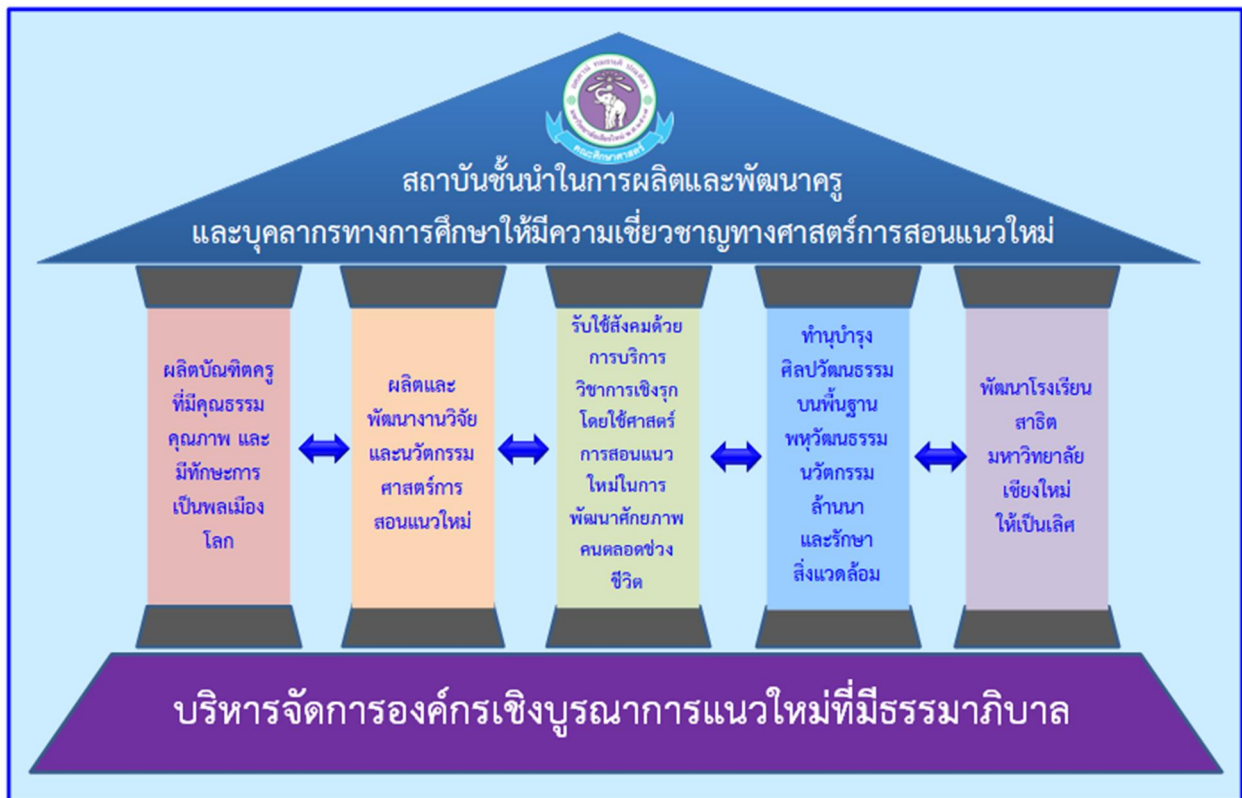 คณะศึกษาศาสตร์
สถาบันชั้นนำในการผลิตและพัฒนาครู
และบุคลากรทางการศึกษาให้มีความเชี่ยวชาญทางศาสตร์การสอนแนวใหม่
ผลิตบัณฑิตครู
ที่มีคุณธรรม
คุณภาพ และ
มีทักษะการ
เป็นพลเมือง
โลก
ผลิตและ
พัฒนางานวิจัย
และนวัตกรรม
ศาสตร์การ
สอนแนวใหม่
รับใช้สังคมด้วย
การบริการ
วิชาการเชิงรุก
โดยใช้ศาสตร์
การสอนแนว
ใหม่ในการ
พัฒนาศักยภาพ
คนตลอดช่วง
ชีวิต
ทำนุบำรุง
ศิลปวัฒนธรรม
บนพื้นฐาน
พหุวัฒนธรรม
นวัตกรรม
ล้านนา
และรักษา
สิ่งแวดล้อม
พัฒนาโรงเรียน
สาธิต
มหาวิทยาลัย
เชียงใหม่
ให้เป็นเลิศ
บริหารจัดการองค์กรเชิงบูรณาการแนวใหม่ที่มีธรรมาภิบาล